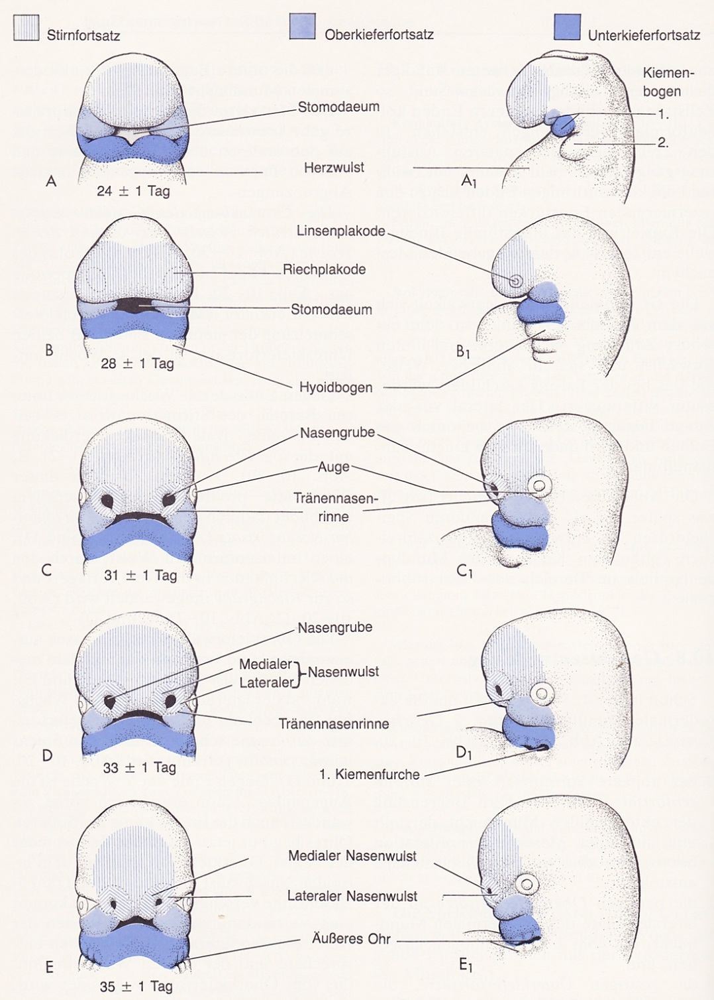 Stirnfortsatz
Oberkieferfortsatz
Unterkieferfortsatz
Stomodaeum
Kiemen-
bogen
1.
2.
Herzwulst
A
A1
24 ± 1 Tag
Linsenplakode
Riechplakode
Stomodaeum
B
B1
28 ± 1 Tag
Hyoidbogen
Nasengrube
Auge
Tränennasen-
rinne
C
C1
31 ± 1 Tag
Nasengrube
Medialer
Lateraler
Nasenwulst
Tränennasenrinne
D
D1
33 ± 1 Tag
1. Kiemenfurche
Medialer Nasenwulst
Lateraler Nasenwulst
Äußeres Ohr
E
E1
35 ± 1 Tag